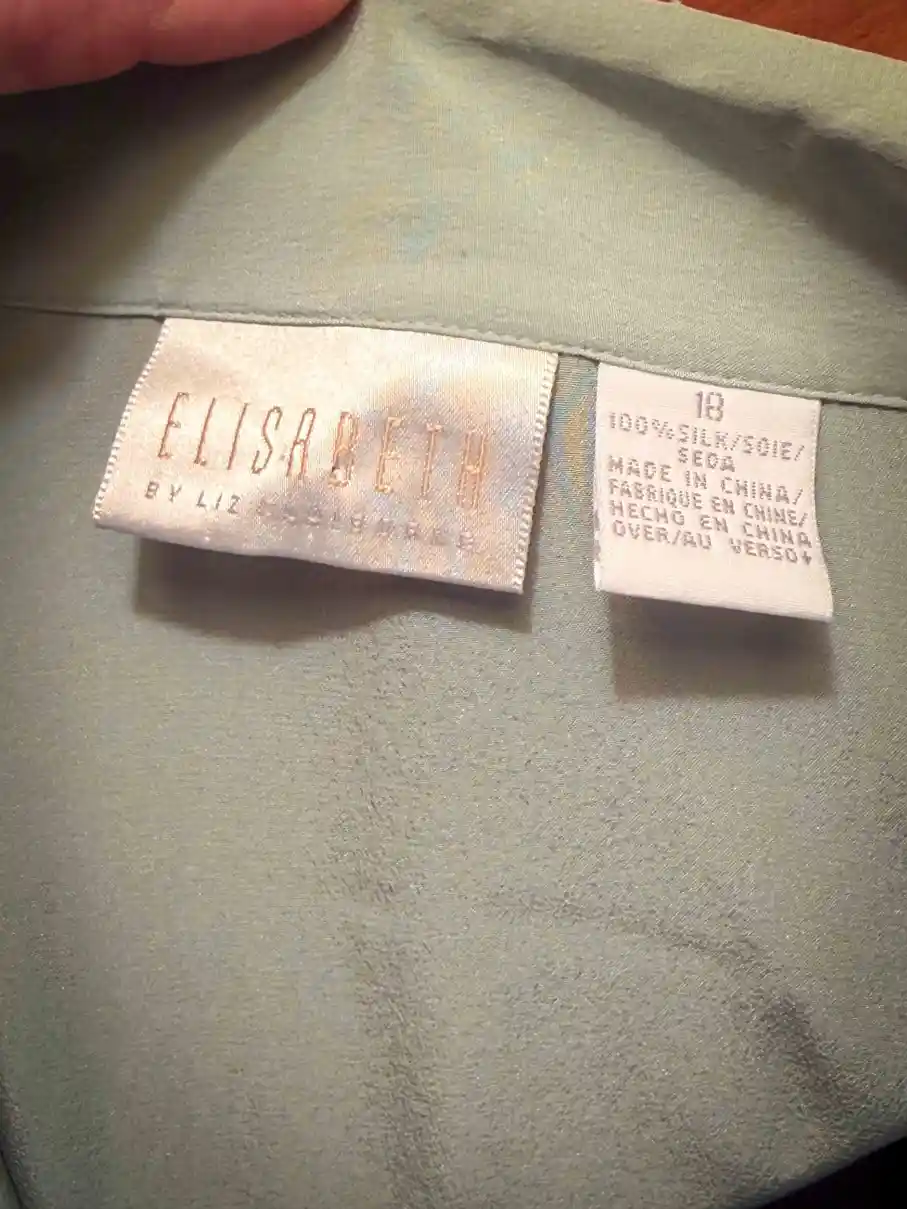 ELISABETH
BY LIZ
18
100%SILK/SOIE/
SEDA
MADE IN CHINA/
FABRIQUE EN CHINE/
HECHO EN CHINA
OVER/AU VERSO